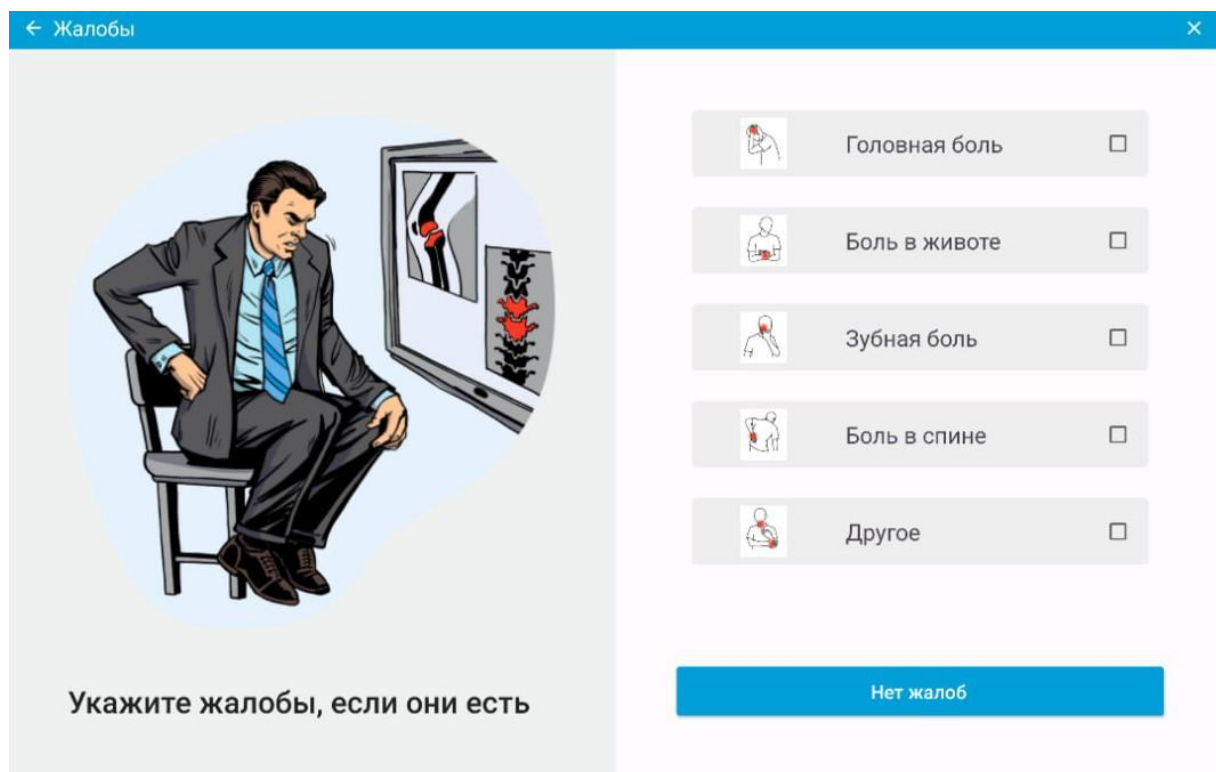 ← Жалобы ×
Головная боль
Боль в животе
Зубная боль
Боль в спине
Другое
Укажите жалобы, если они есть
Нет жалоб